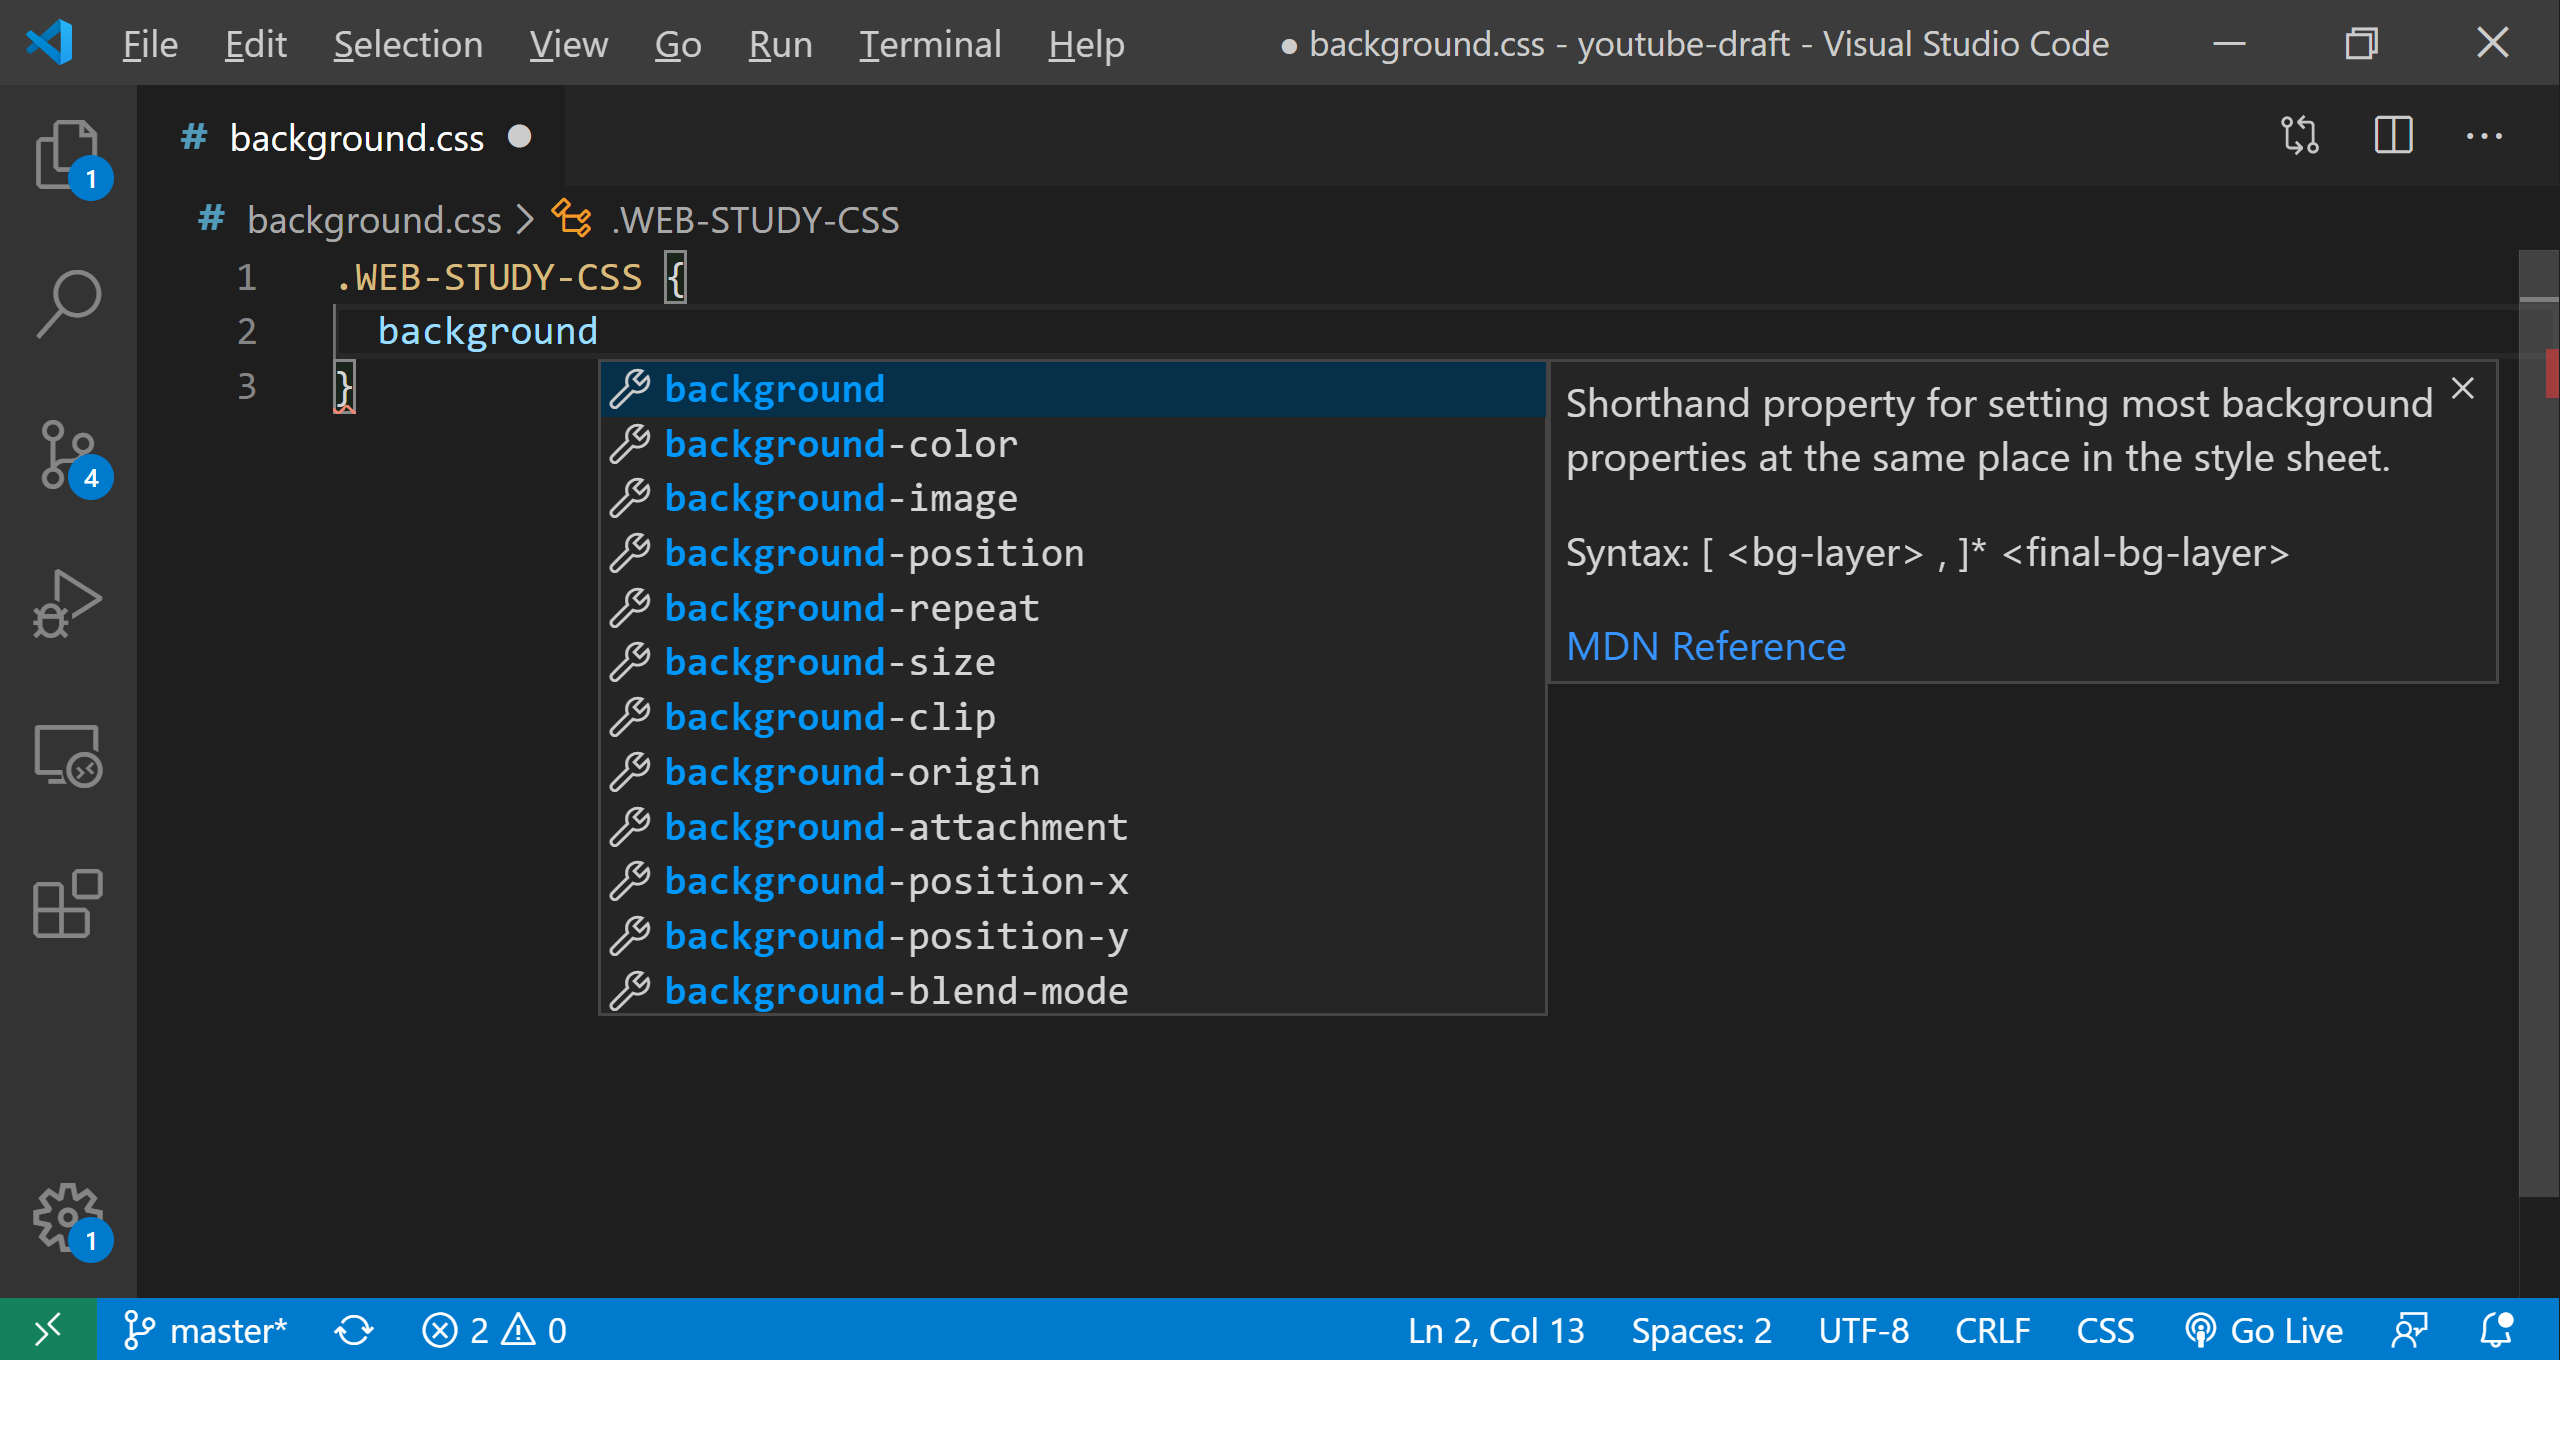 File Edit Selection View Go Run Terminal Help ● background.css - youtube-draft - Visual Studio Code
# background.css ●
1
# background.css > .WEB-STUDY-CSS
1 .WEB-STUDY-CSS {
2 background
3 }
background
background-color
background-image
background-position
background-repeat
background-size
background-clip
background-origin
background-attachment
background-position-x
background-position-y
background-blend-mode
Shorthand property for setting most background
properties at the same place in the style sheet.
Syntax: [ <bg-layer> , ]* <final-bg-layer>
MDN Reference
4
1
master* 2 0 Ln 2, Col 13 Spaces: 2 UTF-8 CRLF CSS Go Live